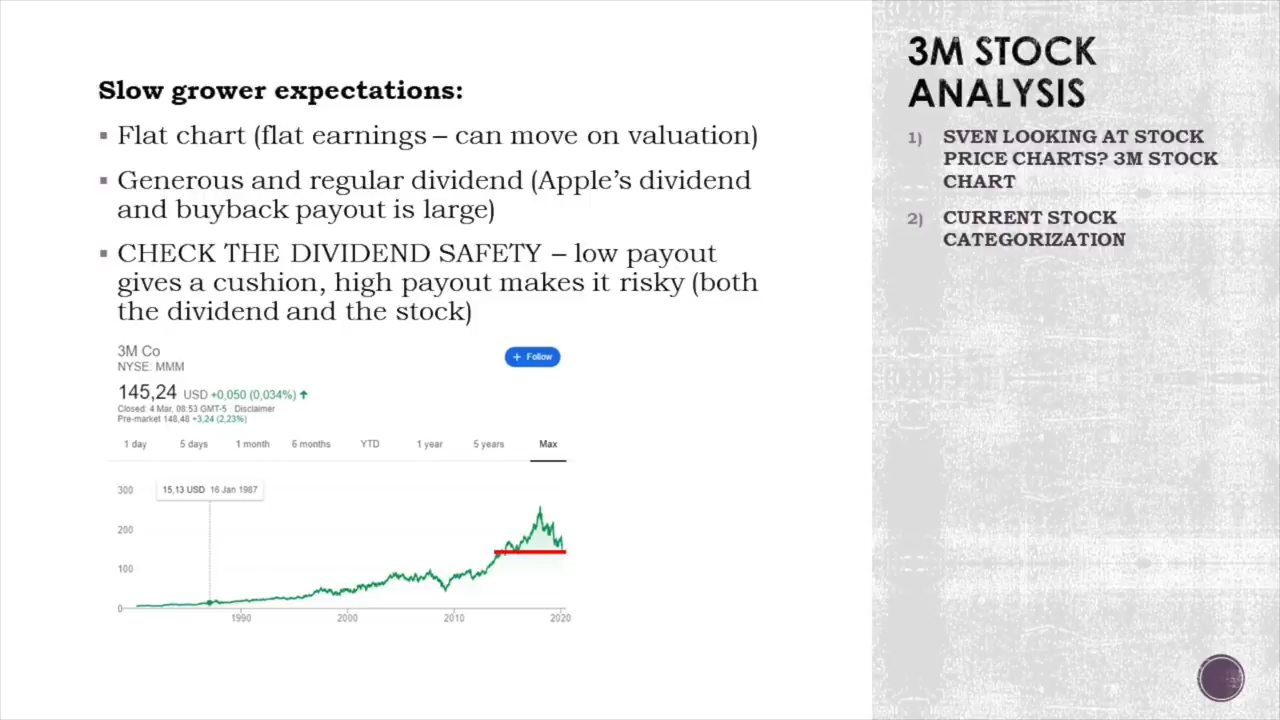 Slow grower expectations:
▪ Flat chart (flat earnings – can move on valuation)
▪ Generous and regular dividend (Apple’s dividend
and buyback payout is large)
▪ CHECK THE DIVIDEND SAFETY – low payout
gives a cushion, high payout makes it risky (both
the dividend and the stock)
3M Co
NYSE: MMM
+ Follow
145,24 USD +0,050 (0,034%) ↑
Closed: 4 Mar, 08:53 GMT-5 Disclaimer
Pre-market 148,48 +3,24 (2,23%)
1 day 5 days 1 month 6 months YTD 1 year 5 years Max
300
15,13 USD 16 Jan 1987
200
100
0
1990 2000 2010 2020
3M STOCK
ANALYSIS
1) SVEN LOOKING AT STOCK
PRICE CHARTS? 3M STOCK
CHART
2) CURRENT STOCK
CATEGORIZATION